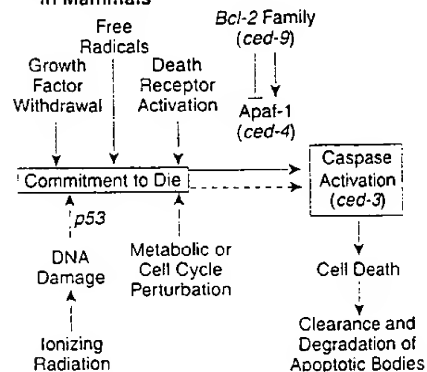 in Mammals
Free
Radicals
Bcl-2 Family
(ced-9)
Growth
Factor
Withdrawal
Death
Receptor
Activation
Apaf-1
(ced-4)
Commitment to Die
Caspase
Activation
(ced-3)
p53
DNA
Damage
Metabolic or
Cell Cycle
Perturbation
Cell Death
Ionizing
Radiation
Clearance and
Degradation of
Apoptotic Bodies